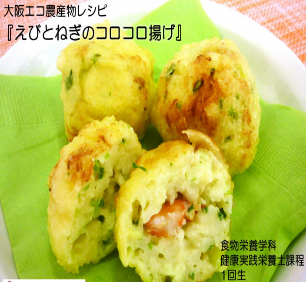 大阪エコ農産物レシピ
『えびとねぎのコロコロ揚げ』
食物栄養学科
健康実践栄養士課程
1回生